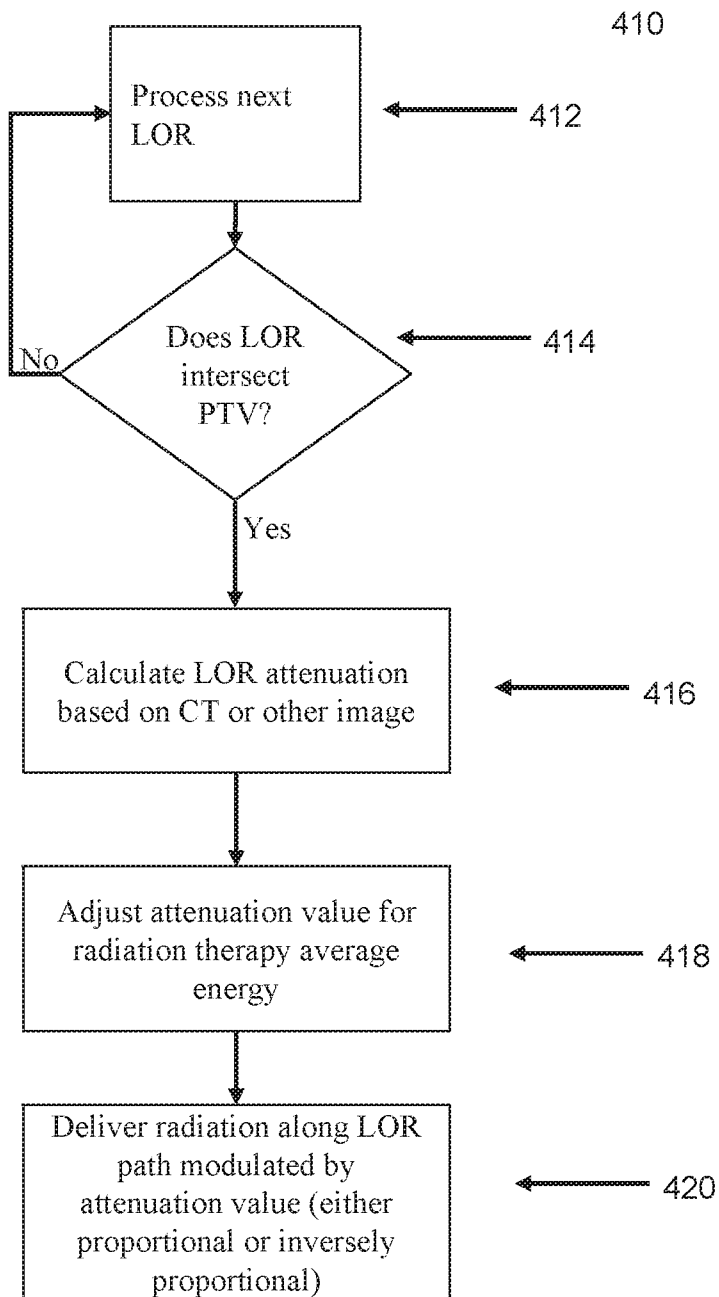 410
Process next
LOR
412
Does LOR
intersect
PTV?
414
No
Yes
Calculate LOR attenuation
based on CT or other image
416
Adjust attenuation value for
radiation therapy average
energy
418
Deliver radiation along LOR
path modulated by
attenuation value (either
proportional or inversely
proportional)
420